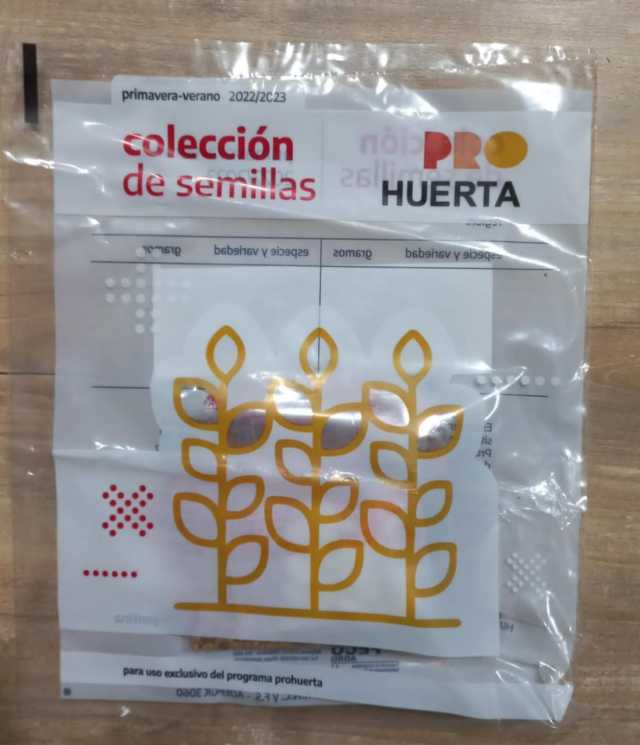 primavera-verano 2022/2023
colección
de semillas
PRO
HUERTA
especie y variedad gramos especie y variedad gramos
PECO
para uso exclusivo del programa prohuerta